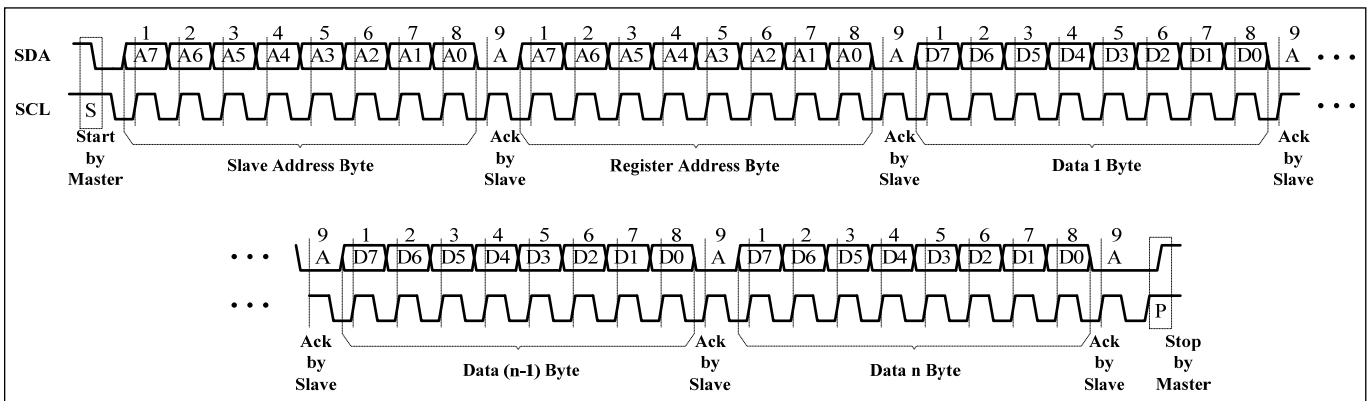 1 2 3 4 5 6 7 8 9 1 2 3 4 5 6 7 8 9 1 2 3 4 5 6 7 8 9
SDA A7 A6 A5 A4 A3 A2 A1 A0 A A7 A6 A5 A4 A3 A2 A1 A0 A D7 D6 D5 D4 D3 D2 D1 D0 A • • •
SCL S • • •
Start by Master
Slave Address Byte
Ack by Slave
Register Address Byte
Ack by Slave
Data 1 Byte
Ack by Slave
9 1 2 3 4 5 6 7 8 9 1 2 3 4 5 6 7 8 9
• • • A D7 D6 D5 D4 D3 D2 D1 D0 A D7 D6 D5 D4 D3 D2 D1 D0 A
• • • P
Ack by Slave
Data (n-1) Byte
Ack by Slave
Data n Byte
Ack by Slave
Stop by Master